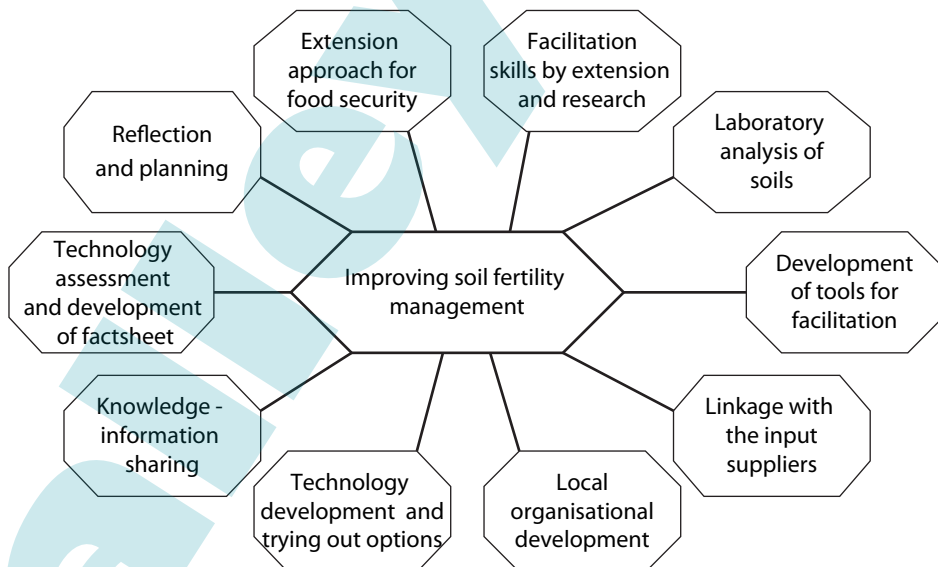 Extension
approach for
food security
Facilitation
skills by extension
and research
Reflection
and planning
Laboratory
analysis of
soils
Technology
assessment
and development
of factsheet
Improving soil fertility
management
Development
of tools for
facilitation
Knowledge -
information
sharing
Linkage with
the input
suppliers
Technology
development and
trying out options
Local
organisational
development